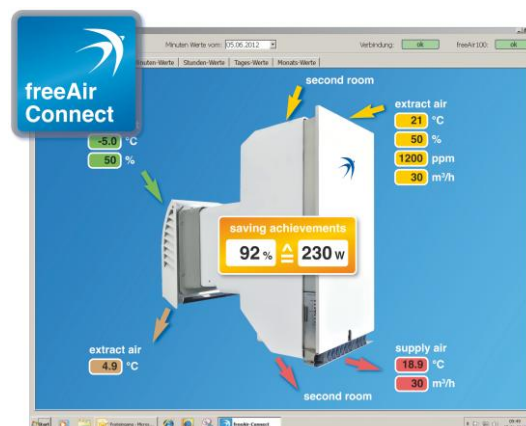 freeAir
Connect
Minuten Werte vom:
05.06.2012
Verbindung:
ok
freeAir100:
ok
Stunden-Werte
Tages-Werte
Monats-Werte
second room
extract air
21 °C
50 %
1200 ppm
30 m³/h
-5.0 °C
50 %
saving achievements
92 % ≙ 230 W
extract air
4.9 °C
supply air
18.9 °C
30 m³/h
second room
freeAir Connect